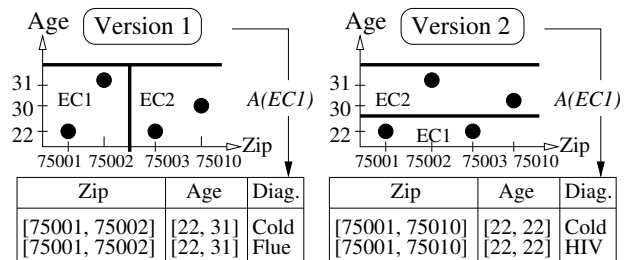 Age Version 1
31
30
22
EC1 EC2
A(EC1)
75001 75002 75003 75010 Zip
Zip Age Diag.
[75001, 75002] [22, 31] Cold
[75001, 75002] [22, 31] Flue
Age Version 2
31
30
22
EC2
EC1
A(EC1)
75001 75002 75003 75010 Zip
Zip Age Diag.
[75001, 75010] [22, 22] Cold
[75001, 75010] [22, 22] HIV